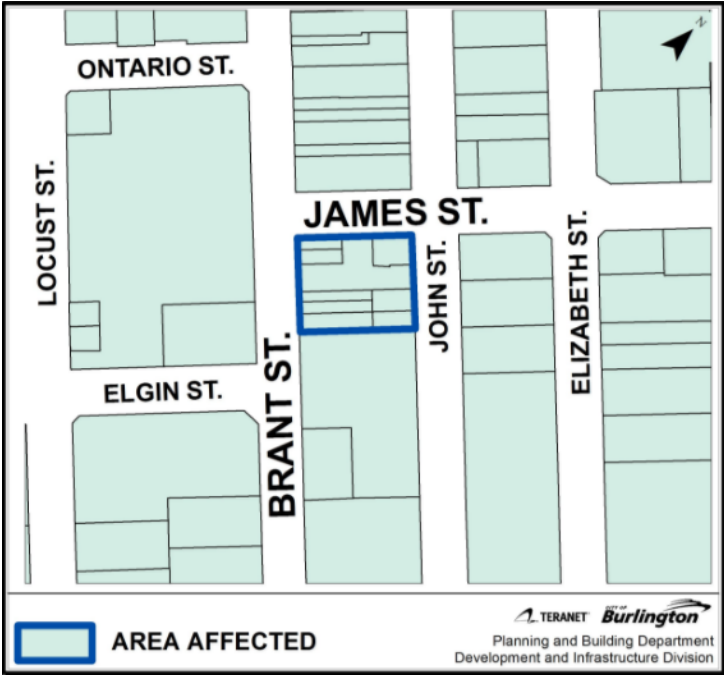 N
ONTARIO ST.
LOCUST ST.
JAMES ST.
JOHN ST.
ELIZABETH ST.
BRANT ST.
ELGIN ST.
AREA AFFECTED
TERANET
CITY OF
Burlington
Planning and Building Department
Development and Infrastructure Division